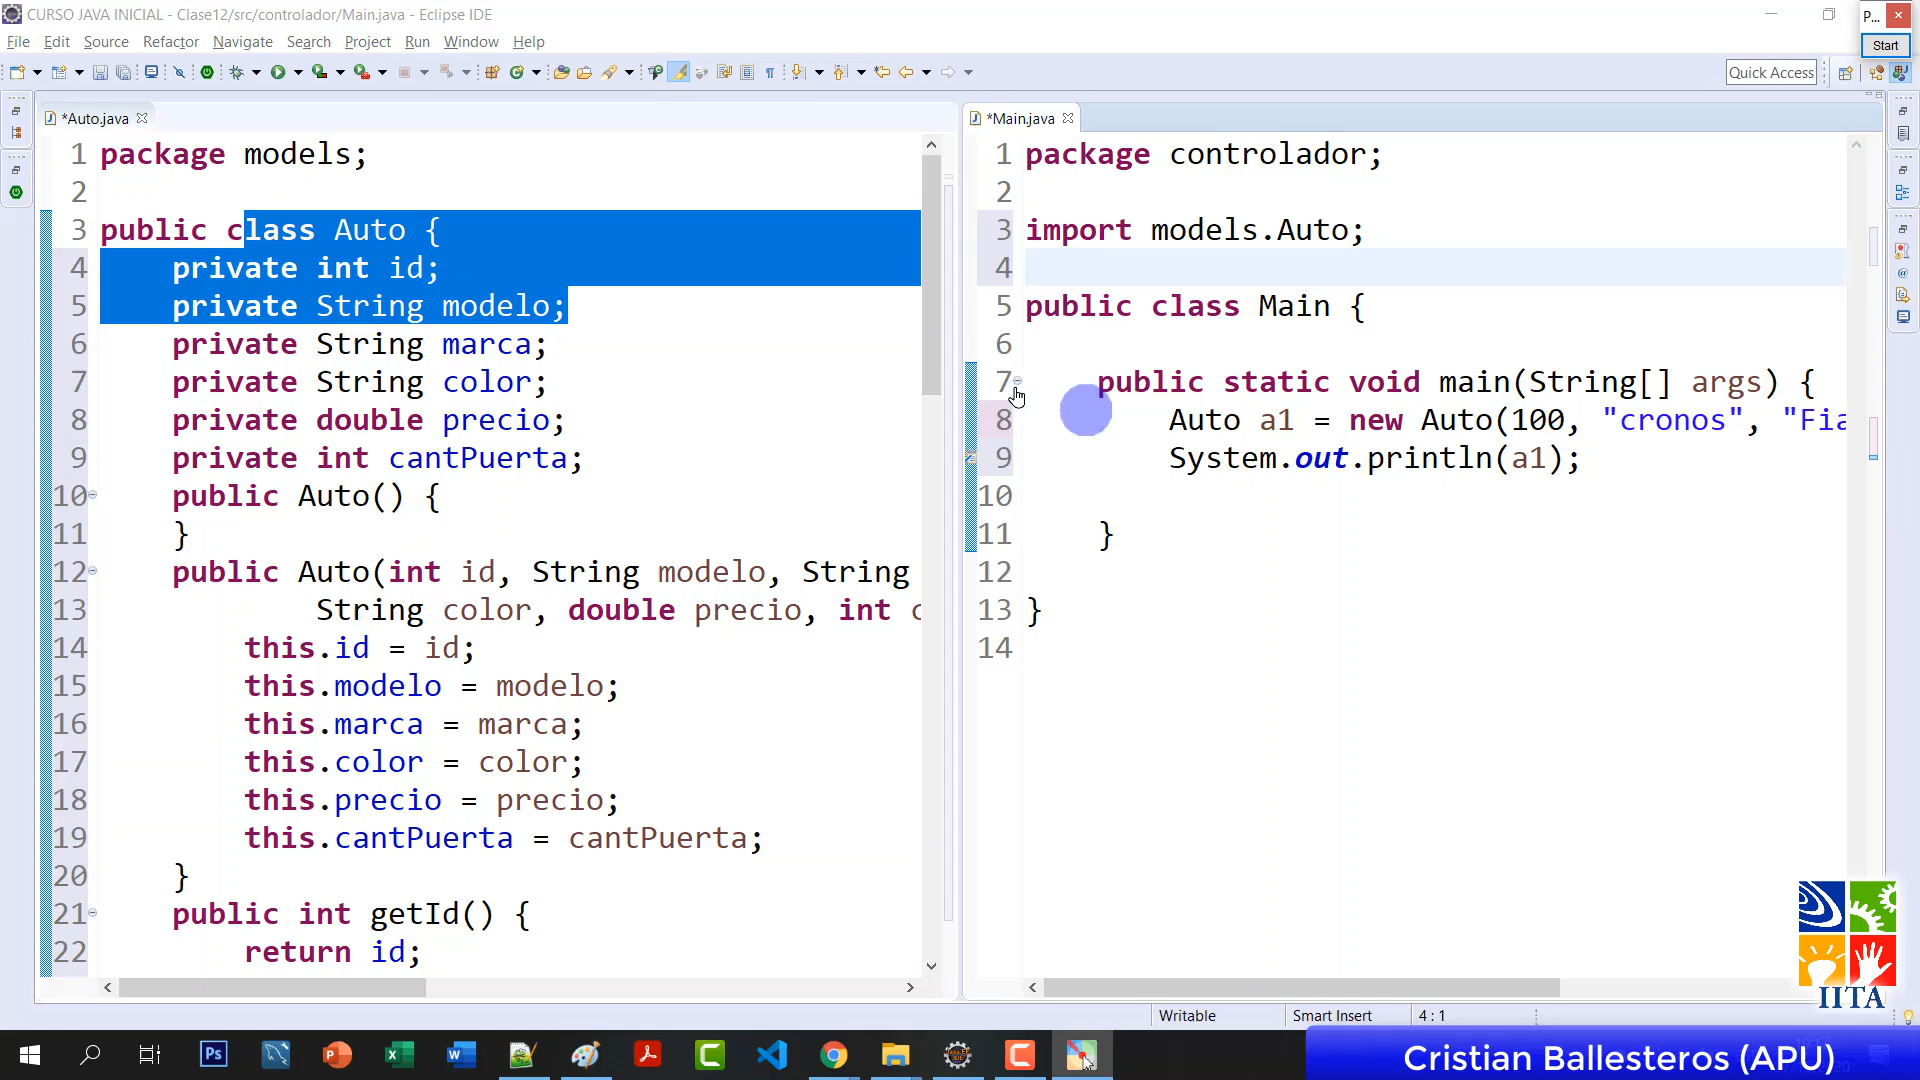 CURSO JAVA INICIAL - Clase12/src/controlador/Main.java - Eclipse IDE
P...
Start
File Edit Source Refactor Navigate Search Project Run Window Help
Quick Access
*Auto.java
1 package models;
2
3 public class Auto {
4 private int id;
5 private String modelo;
6 private String marca;
7 private String color;
8 private double precio;
9 private int cantPuerta;
10 public Auto() {
11 }
12 public Auto(int id, String modelo, String
13 String color, double precio, int c
14 this.id = id;
15 this.modelo = modelo;
16 this.marca = marca;
17 this.color = color;
18 this.precio = precio;
19 this.cantPuerta = cantPuerta;
20 }
21 public int getId() {
22 return id;
*Main.java
1 package controlador;
2
3 import models.Auto;
4
5 public class Main {
6
7 public static void main(String[] args) {
8 Auto a1 = new Auto(100, "cronos", "Fia
9 System.out.println(a1);
10
11 }
12
13 }
14
IITA
Writable Smart Insert 4 : 1
Cristian Ballesteros (APU)